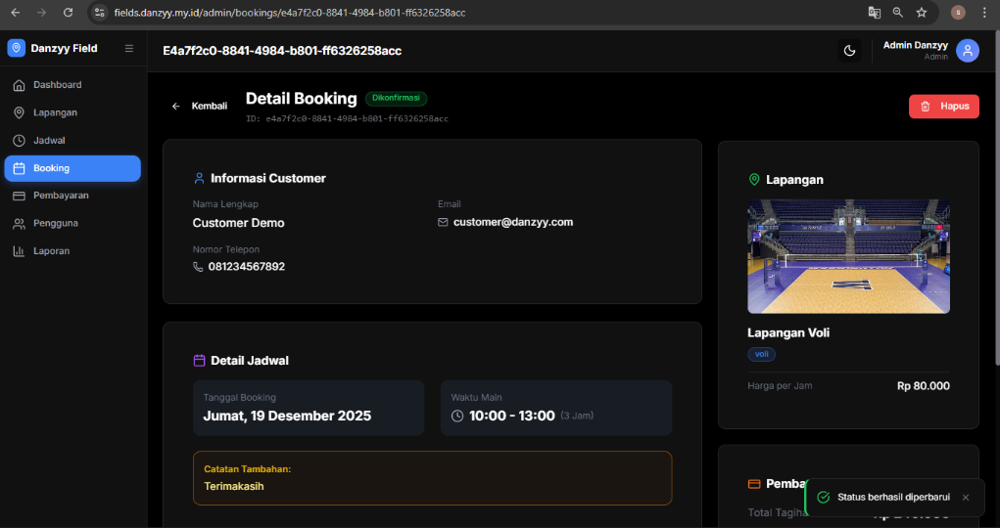 fields.danzyy.my.id/admin/bookings/e4a7f2c0-8841-4984-b801-ff6326258acc
S
Danzyy Field
E4a7f2c0-8841-4984-b801-ff6326258acc
Admin Danzyy
Admin
Dashboard
Lapangan
Jadwal
Booking
Pembayaran
Pengguna
Laporan
Kembali
Detail Booking
Dikonfirmasi
ID: e4a7f2c0-8841-4984-b801-ff6326258acc
Hapus
Informasi Customer
Nama Lengkap
Customer Demo
Email
customer@danzyy.com
Nomor Telepon
081234567892
Detail Jadwal
Tanggal Booking
Jumat, 19 Desember 2025
Waktu Main
10:00 - 13:00 (3 Jam)
Catatan Tambahan:
Terimakasih
Lapangan
Lapangan Voli
voli
Harga per Jam
Rp 80.000
Pemba
Total Tagiha
Status berhasil diperbarui